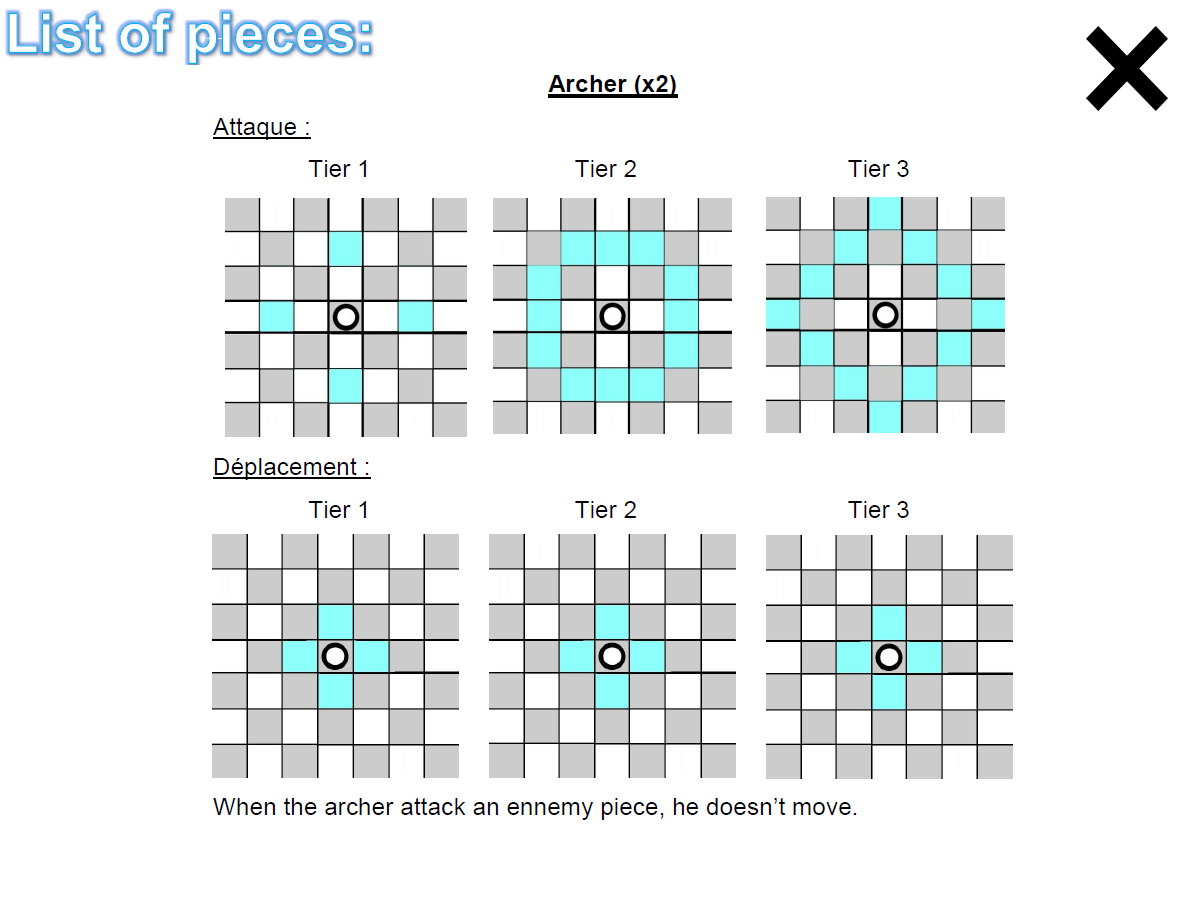 List of pieces:
Archer (x2)
Attaque :
Tier 1 Tier 2 Tier 3
Déplacement :
Tier 1 Tier 2 Tier 3
When the archer attack an ennemy piece, he doesn’t move.